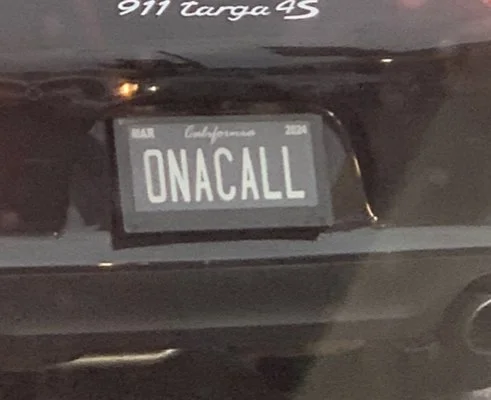 911 targa 4S
MAR California 2024
ONACALL